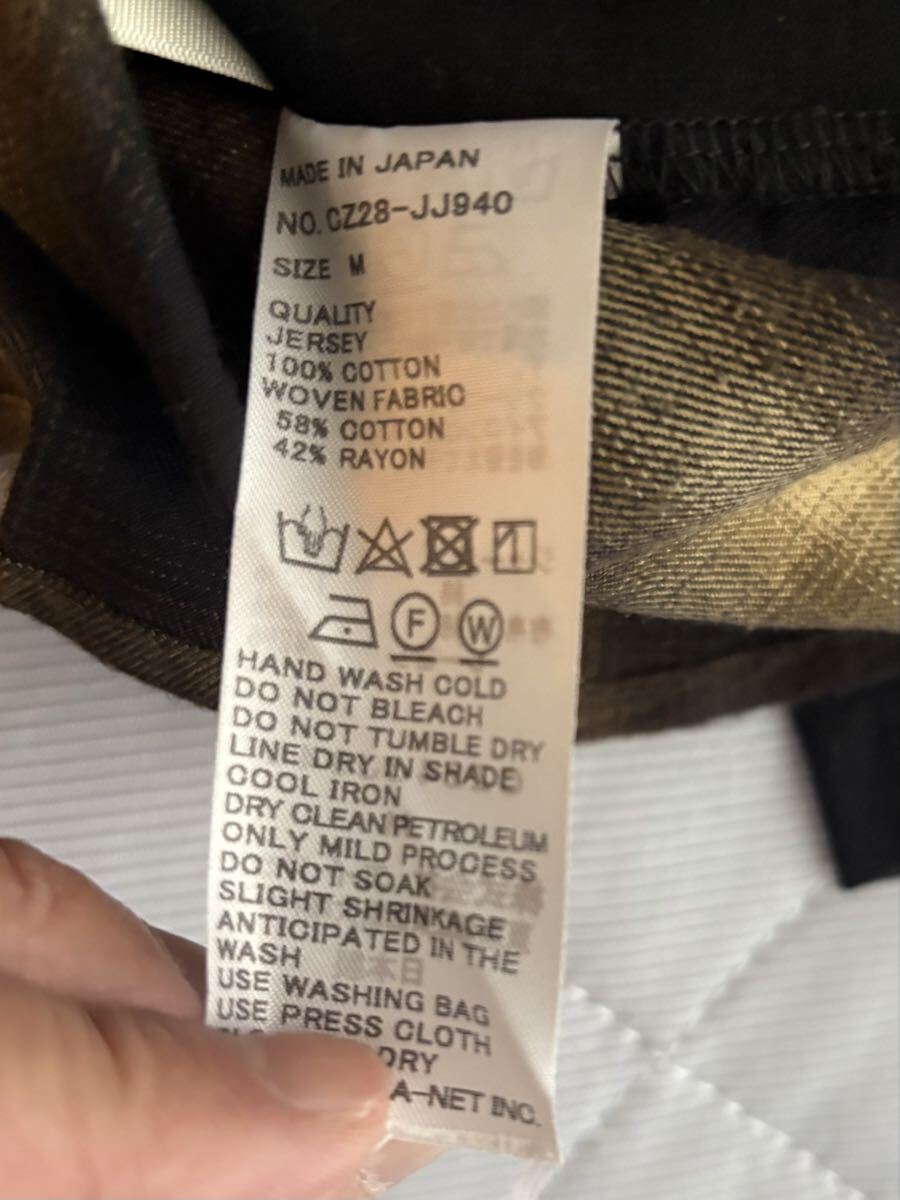 MADE IN JAPAN
NO. CZ28-JJ940
SIZE M
QUALITY
JERSEY
100% COTTON
WOVEN FABRIC
58% COTTON
42% RAYON
F W
HAND WASH COLD
DO NOT BLEACH
DO NOT TUMBLE DRY
LINE DRY IN SHADE
COOL IRON
DRY CLEAN PETROLEUM
ONLY MILD PROCESS
DO NOT SOAK
SLIGHT SHRINKAGE
ANTICIPATED IN THE
WASH
USE WASHING BAG
USE PRESS CLOTH
DRY
A-NET INC.